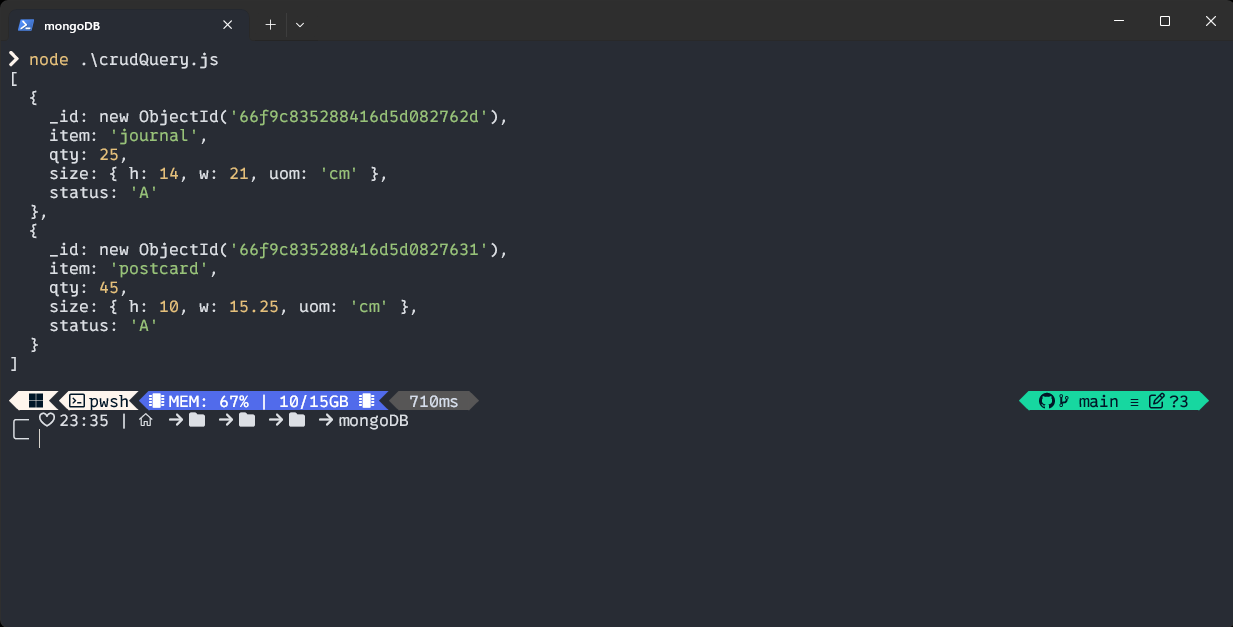 mongoDB
node .\crudQuery.js
[
  {
    _id: new ObjectId('66f9c835288416d5d082762d'),
    item: 'journal',
    qty: 25,
    size: { h: 14, w: 21, uom: 'cm' },
    status: 'A'
  },
  {
    _id: new ObjectId('66f9c835288416d5d0827631'),
    item: 'postcard',
    qty: 45,
    size: { h: 10, w: 15.25, uom: 'cm' },
    status: 'A'
  }
]
pwsh MEM: 67% | 10/15GB 710ms main ≡ ?3
23:35 | → → → → mongoDB